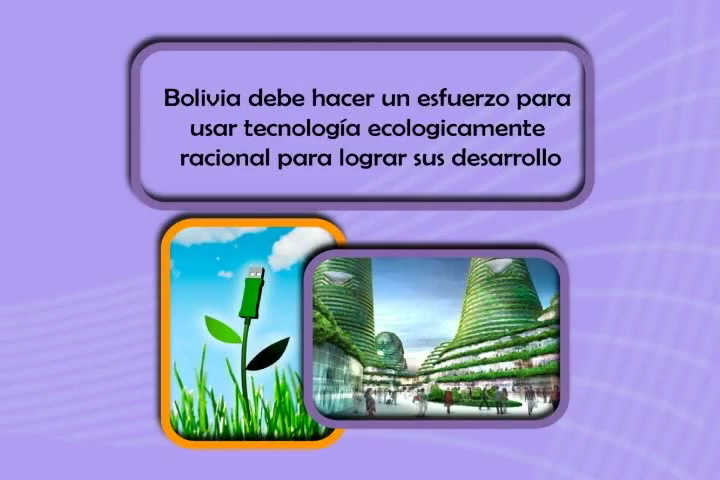 Bolivia debe hacer un esfuerzo para
usar tecnología ecologicamente
racional para lograr sus desarrollo